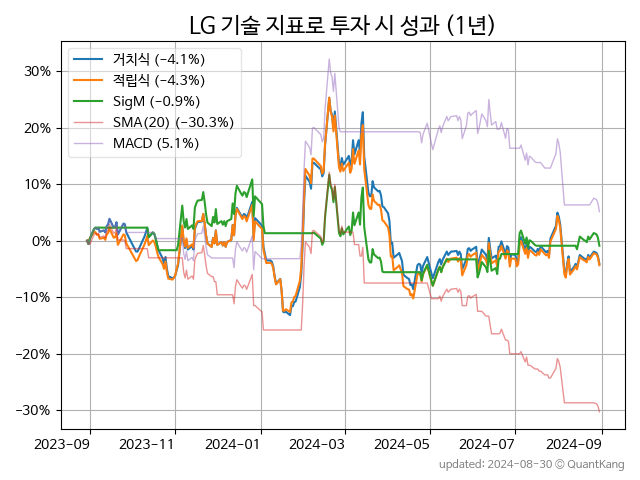 LG 기술 지표로 투자 시 성과 (1년)
거치식 (−4.1%)
적립식 (−4.3%)
SigM (−0.9%)
SMA(20) (−30.3%)
MACD (5.1%)
30%
20%
10%
0%
−10%
−20%
−30%
2023-09 2023-11 2024-01 2024-03 2024-05 2024-07 2024-09
updated: 2024-08-30 © QuantKang